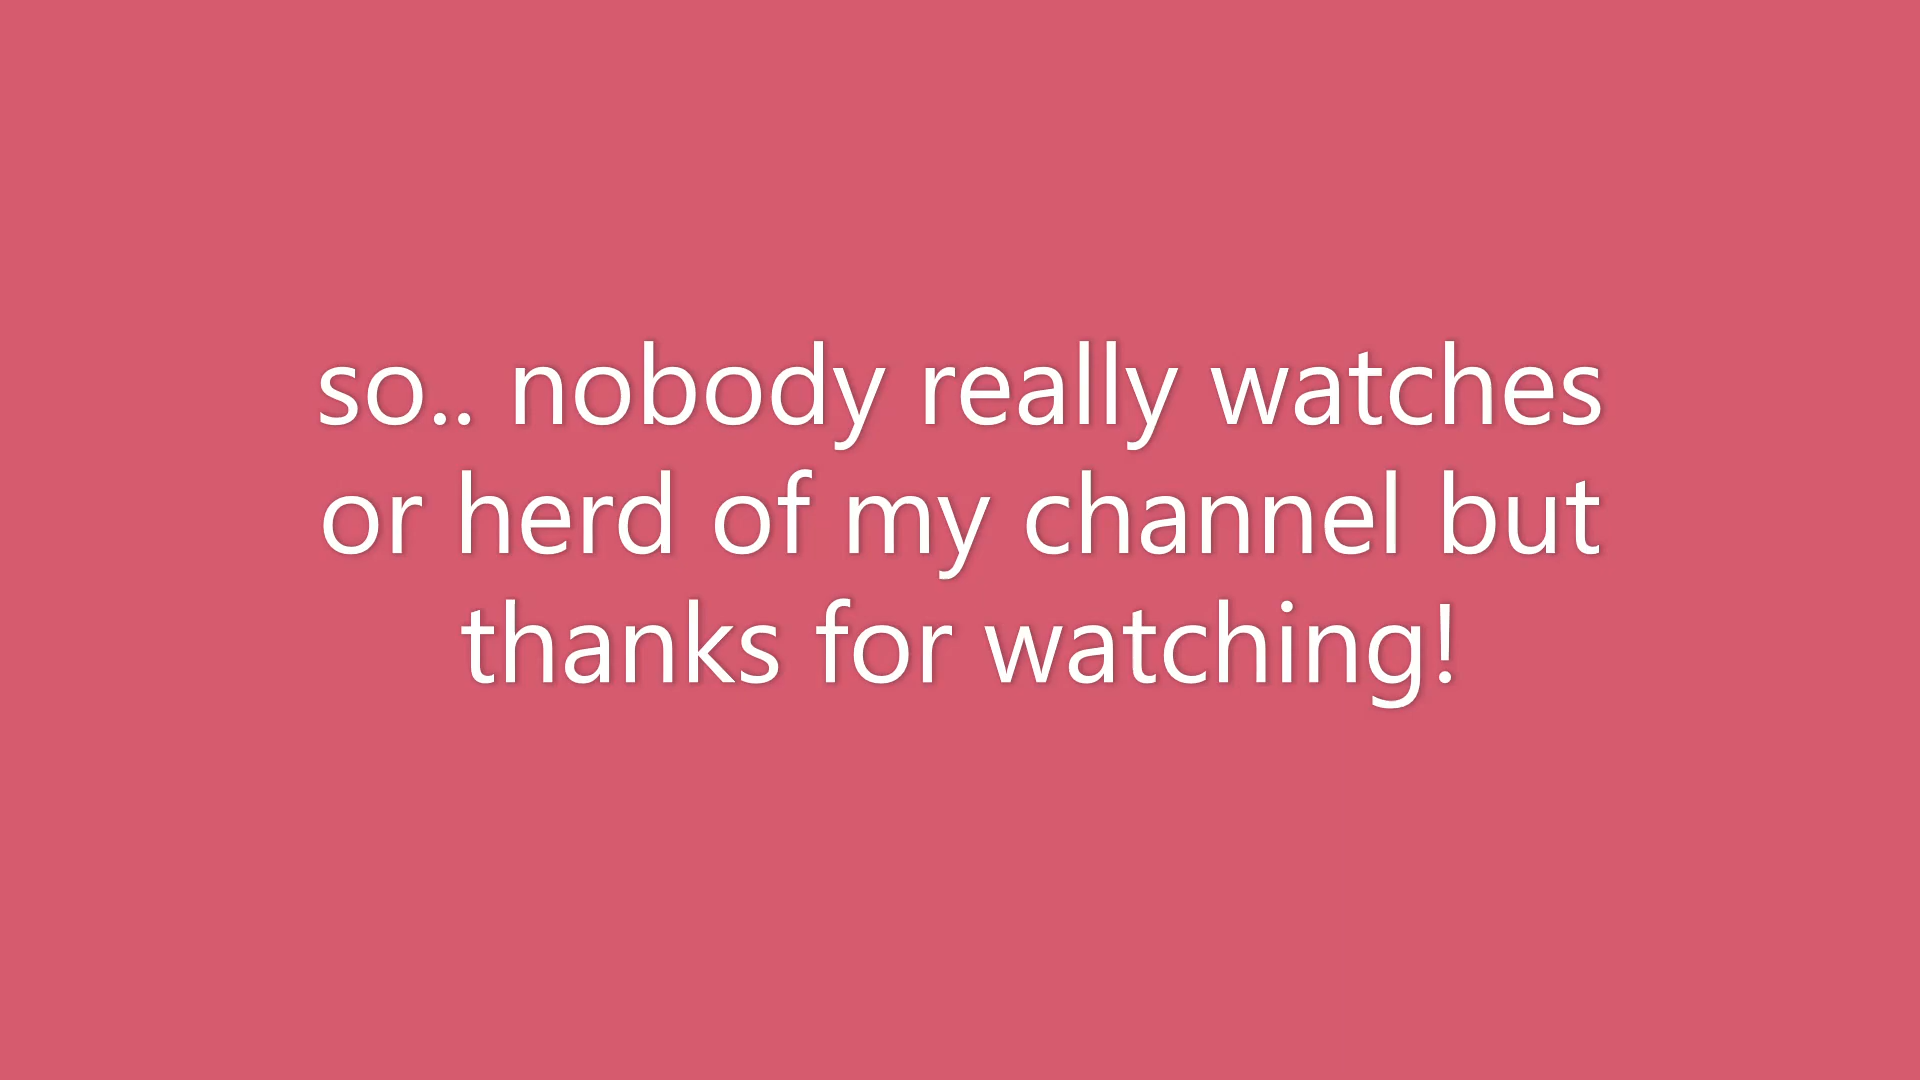 so.. nobody really watches
or herd of my channel but
thanks for watching!